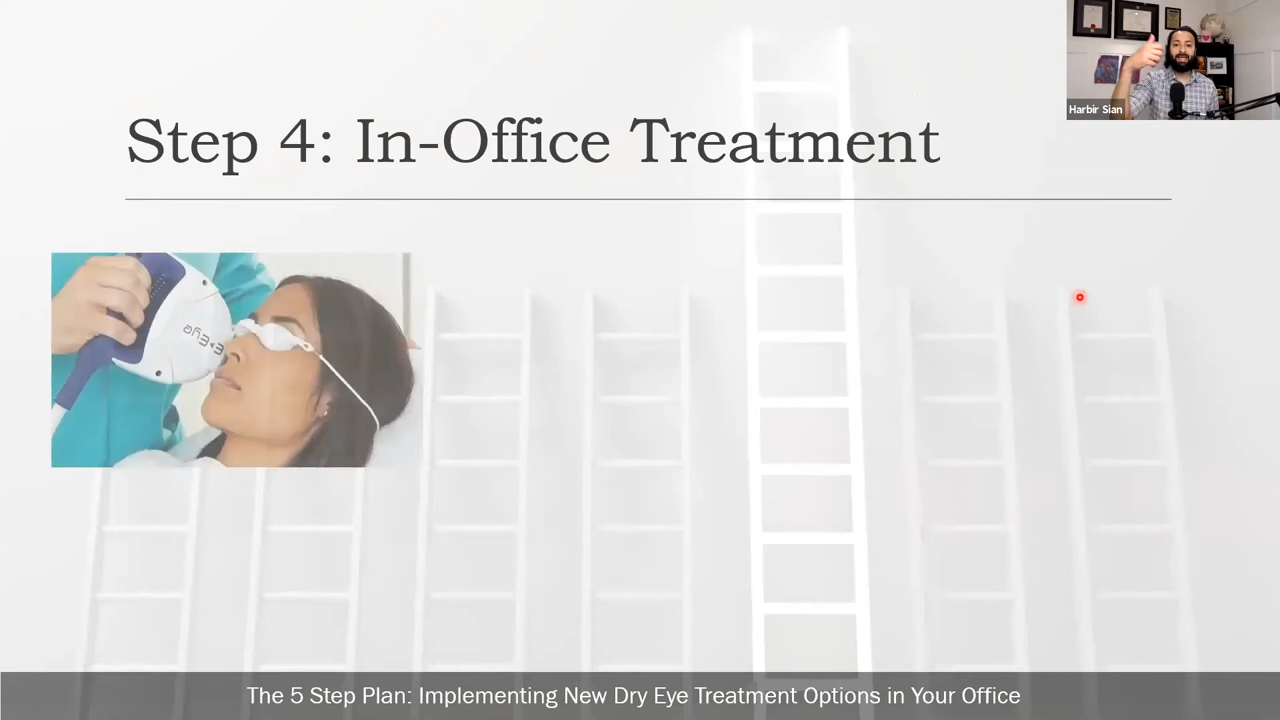 Step 4: In-Office Treatment
Harbir Sian
E>Eye
The 5 Step Plan: Implementing New Dry Eye Treatment Options in Your Office